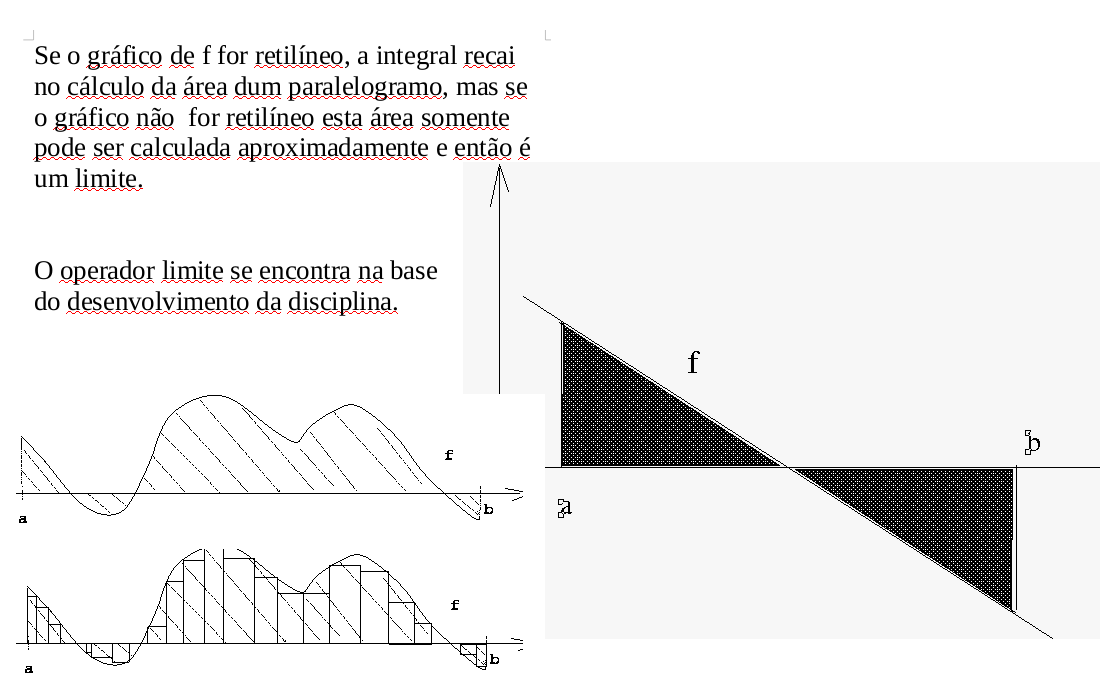 Se o gráfico de f for retilíneo, a integral recai
no cálculo da área dum paralelogramo, mas se
o gráfico não  for retilíneo esta área somente
pode ser calculada aproximadamente e então é
um limite.
O operador limite se encontra na base
do desenvolvimento da disciplina.
f
b
a
f
a
b
f
a
b